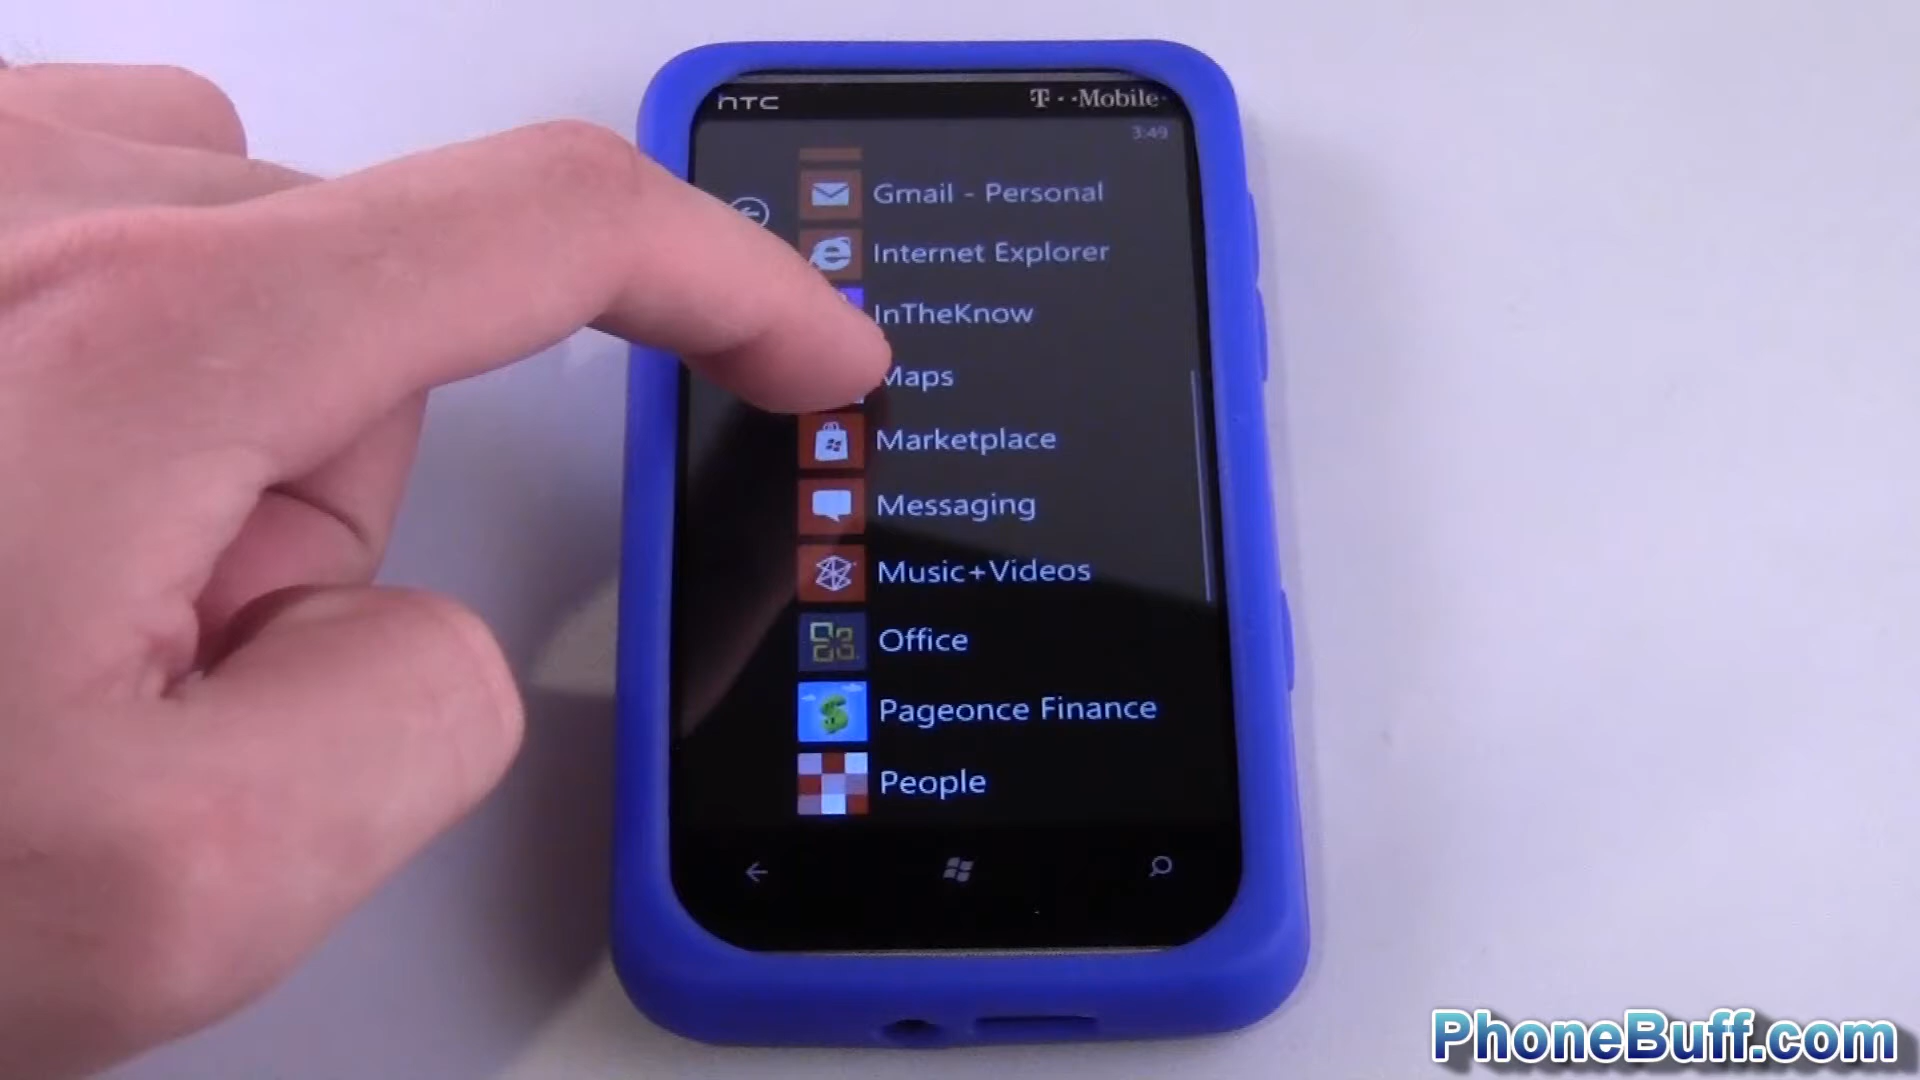 hTC
T··Mobile·
3:49
Gmail - Personal
Internet Explorer
InTheKnow
Maps
Marketplace
Messaging
Music+Videos
Office
Pageonce Finance
People
PhoneBuff.com